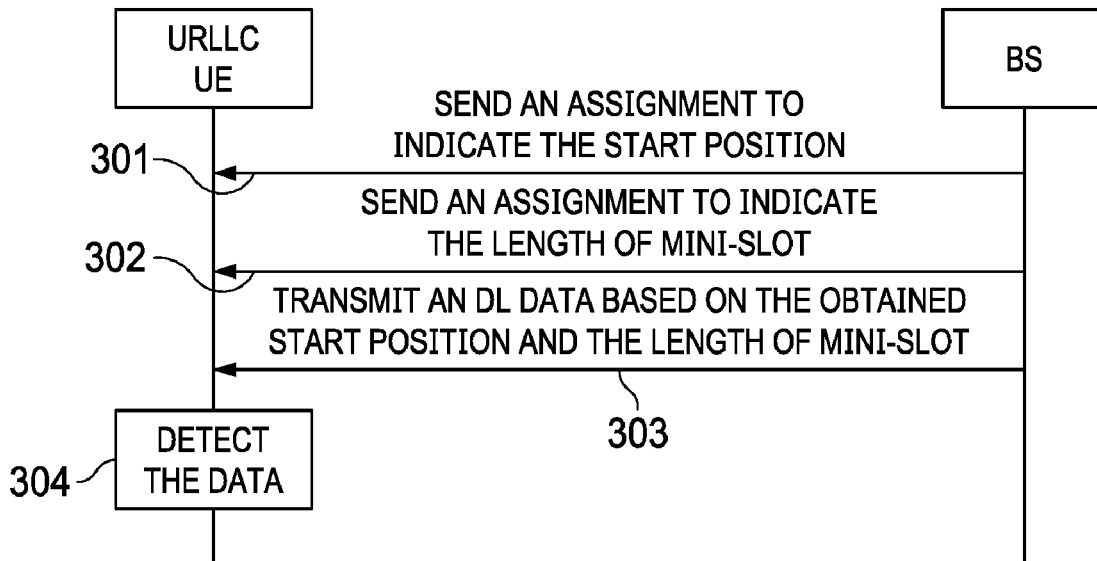 URLLC
UE
BS
SEND AN ASSIGNMENT TO
INDICATE THE START POSITION
301
SEND AN ASSIGNMENT TO INDICATE
THE LENGTH OF MINI-SLOT
302
TRANSMIT AN DL DATA BASED ON THE OBTAINED
START POSITION AND THE LENGTH OF MINI-SLOT
303
DETECT
THE DATA
304